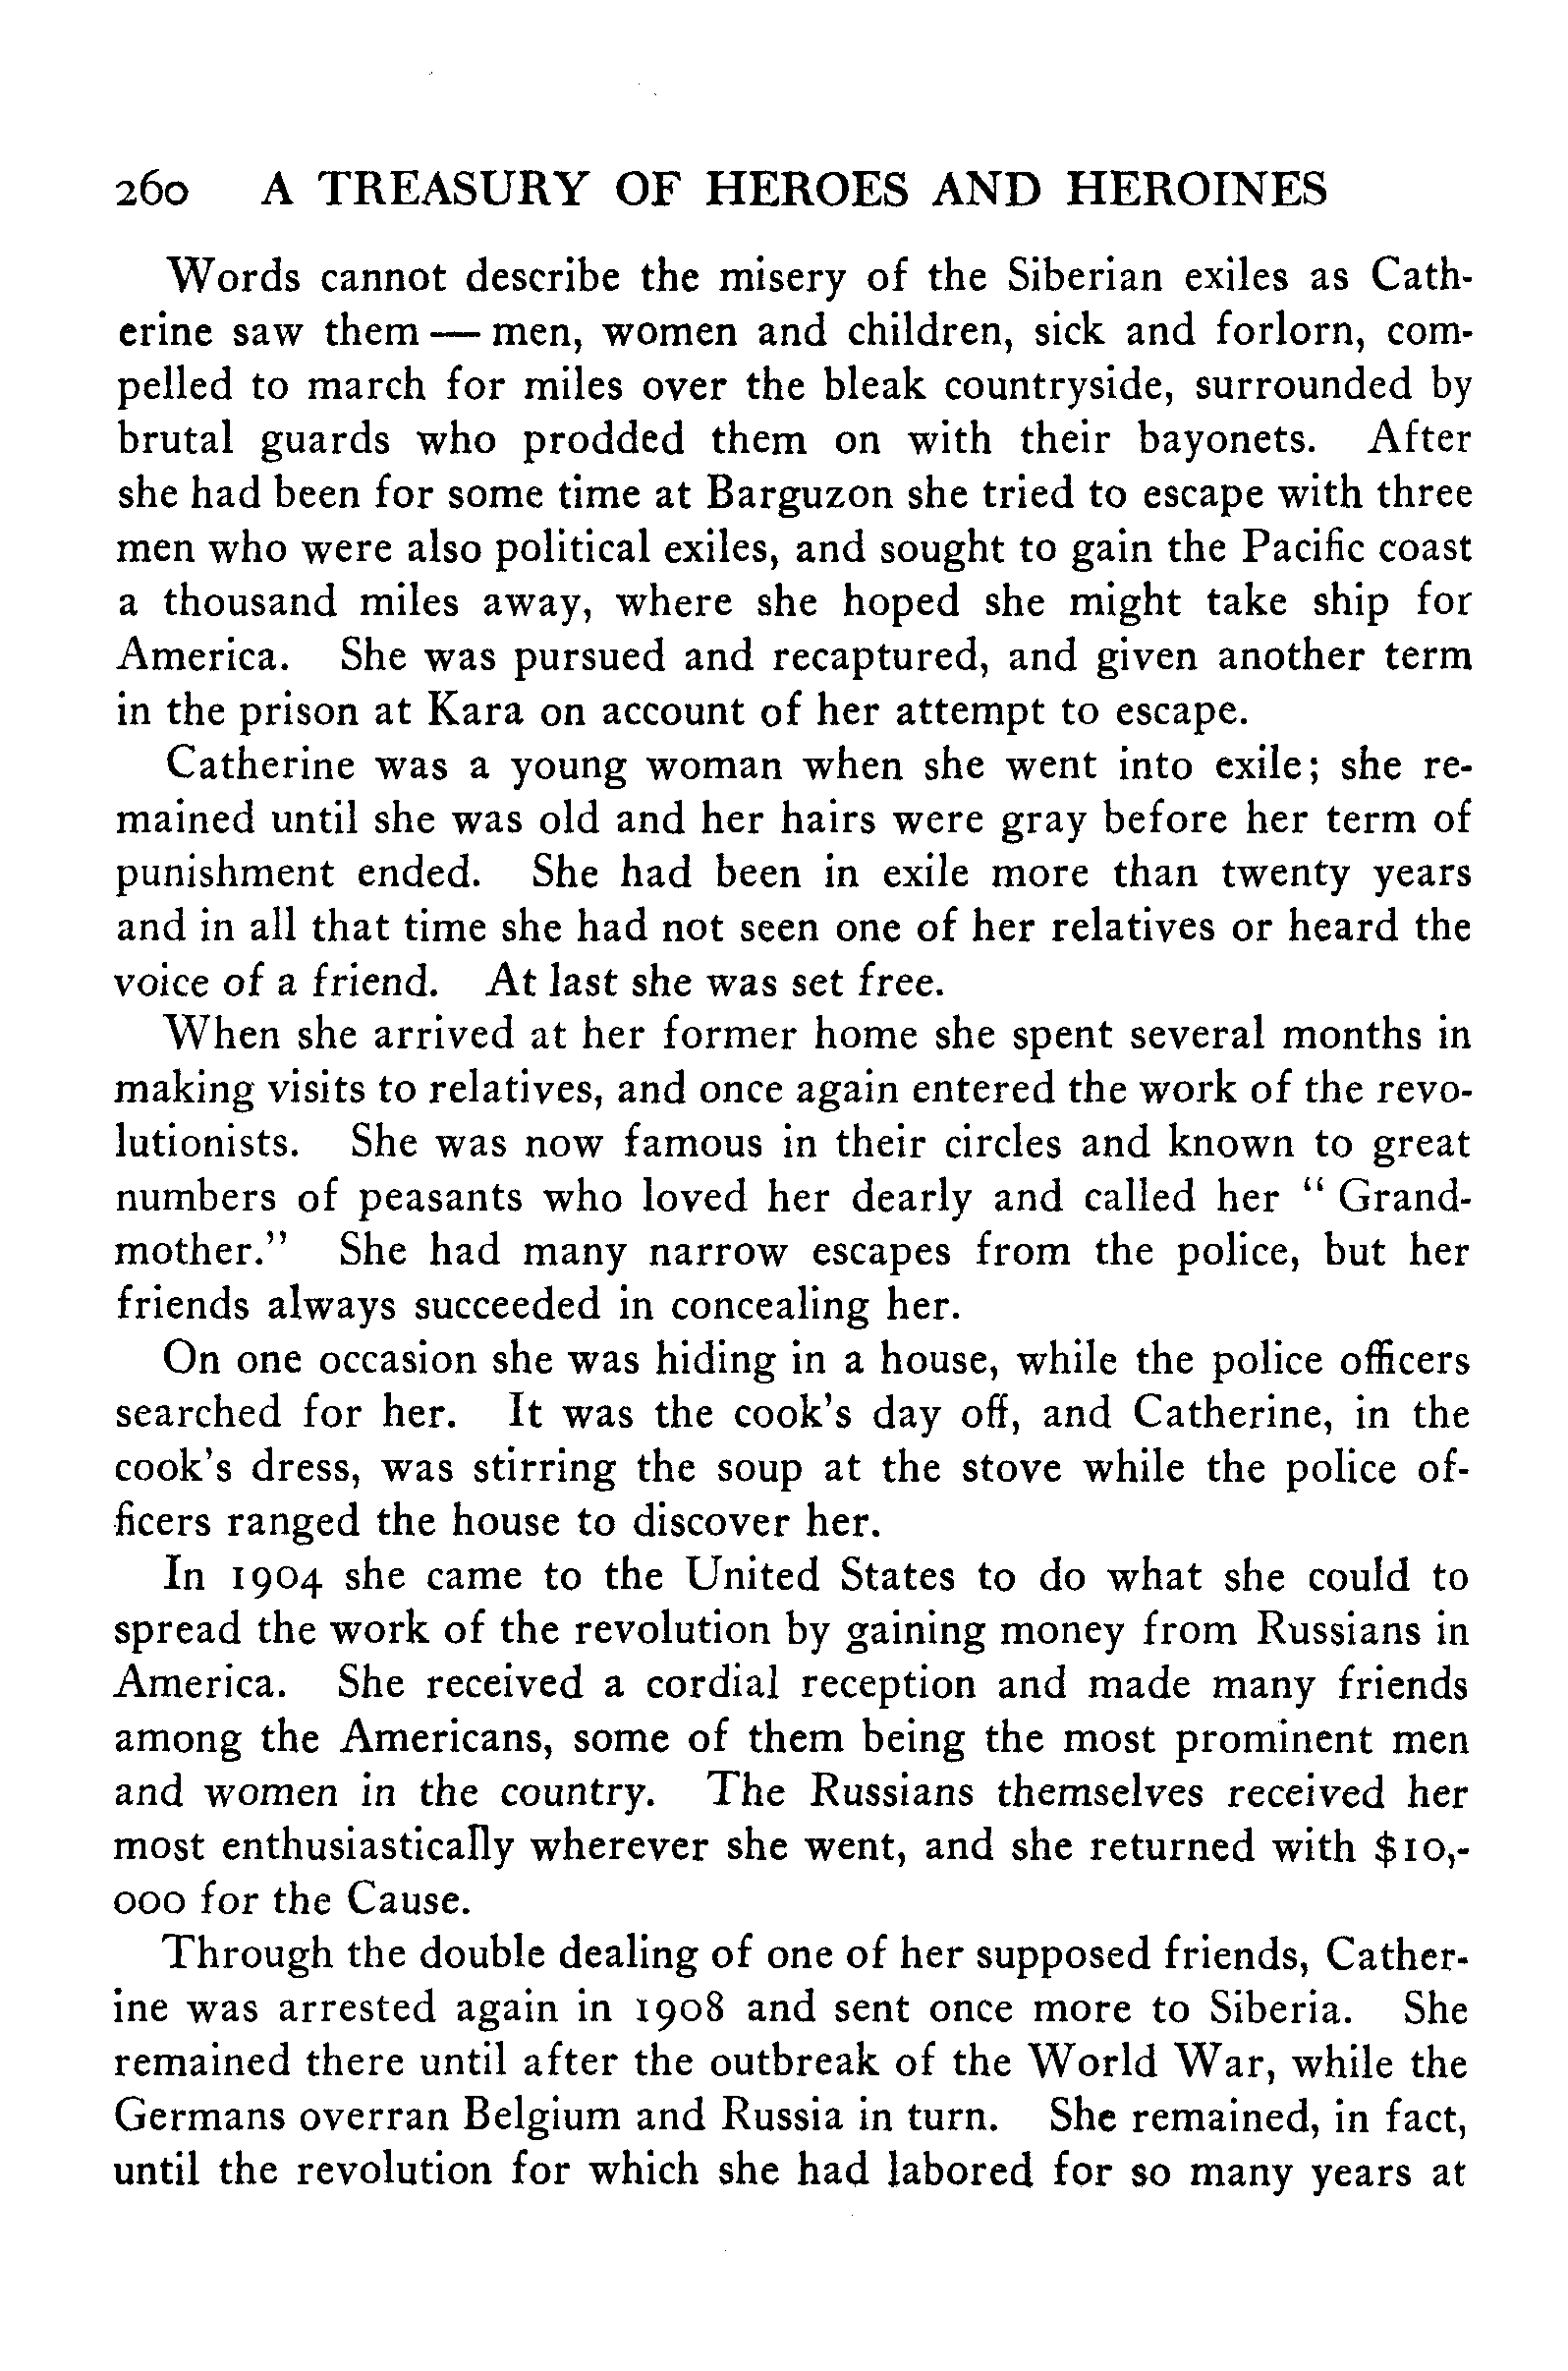 260 A TREASURY OF HEROES AND HEROINES
Words cannot describe the misery of the Siberian exiles as Cath-
erine saw them — men, women and children, sick and forlorn, com-
pelled to march for miles over the bleak countryside, surrounded by
brutal guards who prodded them on with their bayonets. After
she had been for some time at Barguzon she tried to escape with three
men who were also political exiles, and sought to gain the Pacific coast
a thousand miles away, where she hoped she might take ship for
America. She was pursued and recaptured, and given another term
in the prison at Kara on account of her attempt to escape.
Catherine was a young woman when she went into exile; she re-
mained until she was old and her hairs were gray before her term of
punishment ended. She had been in exile more than twenty years
and in all that time she had not seen one of her relatives or heard the
voice of a friend. At last she was set free.
When she arrived at her former home she spent several months in
making visits to relatives, and once again entered the work of the revo-
lutionists. She was now famous in their circles and known to great
numbers of peasants who loved her dearly and called her " Grand-
mother." She had many narrow escapes from the police, but her
friends always succeeded in concealing her.
On one occasion she was hiding in a house, while the police officers
searched for her. It was the cook's day off, and Catherine, in the
cook's dress, was stirring the soup at the stove while the police of-
ficers ranged the house to discover her.
In 1904 she came to the United States to do what she could to
spread the work of the revolution by gaining money from Russians in
America. She received a cordial reception and made many friends
among the Americans, some of them being the most prominent men
and women in the country. The Russians themselves received her
most enthusiastically wherever she went, and she returned with $10,-
000 for the Cause.
Through the double dealing of one of her supposed friends, Cather-
ine was arrested again in 1908 and sent once more to Siberia. She
remained there until after the outbreak of the World War, while the
Germans overran Belgium and Russia in turn. She remained, in fact,
until the revolution for which she had labored for so many years at